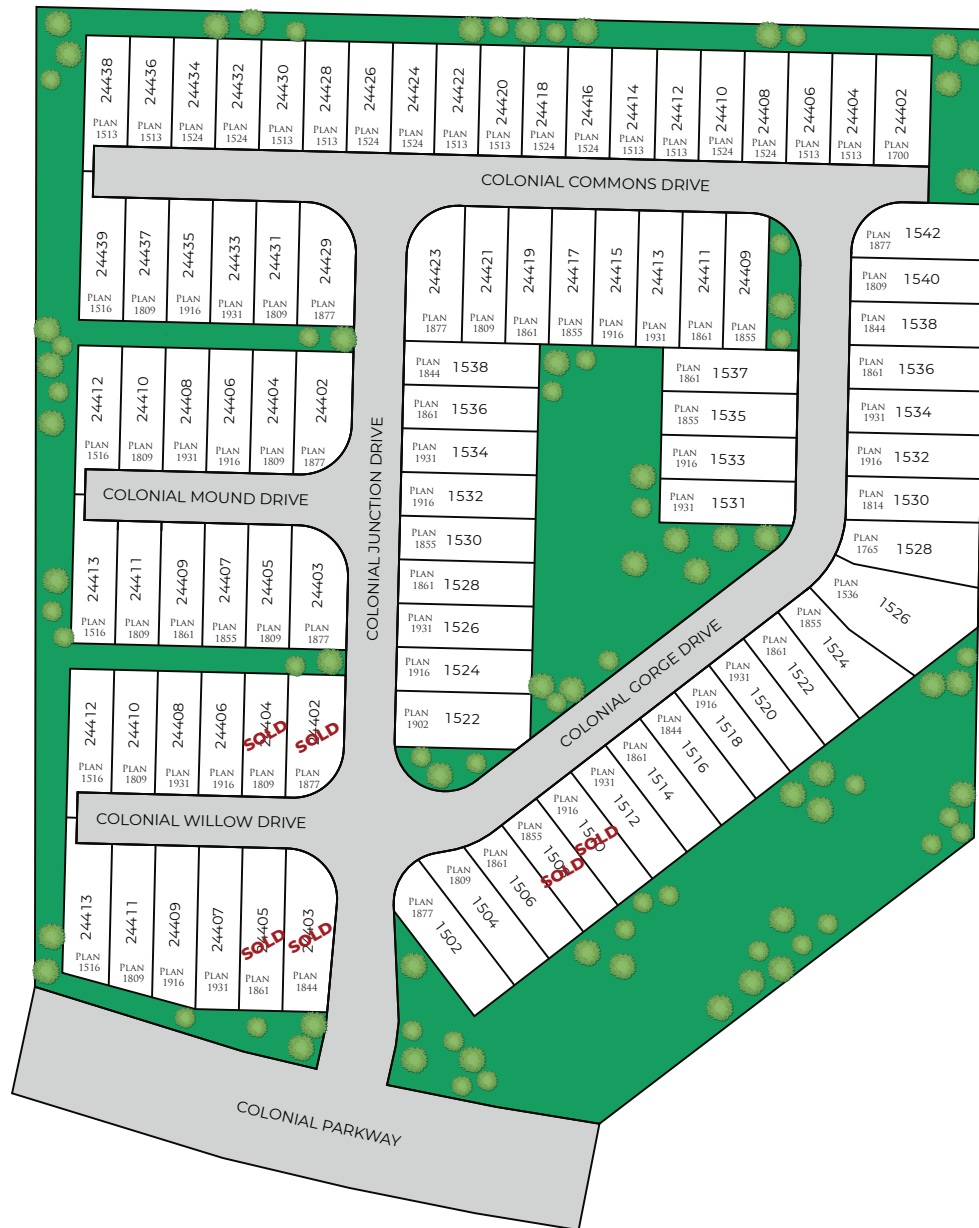 24438 PLAN 1513
24436 PLAN 1513
24434 PLAN 1524
24432 PLAN 1524
24430 PLAN 1513
24428 PLAN 1513
24426 PLAN 1524
24424 PLAN 1524
24422 PLAN 1513
24420 PLAN 1513
24418 PLAN 1524
24416 PLAN 1524
24414 PLAN 1513
24412 PLAN 1513
24410 PLAN 1524
24408 PLAN 1524
24406 PLAN 1513
24404 PLAN 1513
24402 PLAN 1700
COLONIAL COMMONS DRIVE
24439 PLAN 1516
24437 PLAN 1809
24435 PLAN 1916
24433 PLAN 1931
24431 PLAN 1809
24429 PLAN 1877
24423 PLAN 1877
24421 PLAN 1809
24419 PLAN 1861
24417 PLAN 1855
24415 PLAN 1916
24413 PLAN 1931
24411 PLAN 1861
24409 PLAN 1855
PLAN 1877 1542
PLAN 1809 1540
PLAN 1844 1538
PLAN 1861 1536
PLAN 1931 1534
PLAN 1916 1532
PLAN 1814 1530
PLAN 1765 1528
PLAN 1536 1526
PLAN 1861 1537
PLAN 1855 1535
PLAN 1916 1533
PLAN 1931 1531
PLAN 1844 1538
PLAN 1861 1536
PLAN 1931 1534
PLAN 1916 1532
PLAN 1855 1530
PLAN 1861 1528
PLAN 1931 1526
PLAN 1916 1524
PLAN 1902 1522
24412 PLAN 1516
24410 PLAN 1809
24408 PLAN 1931
24406 PLAN 1916
24404 PLAN 1809
24402 PLAN 1877
COLONIAL MOUND DRIVE
COLONIAL JUNCTION DRIVE
24413 PLAN 1516
24411 PLAN 1809
24409 PLAN 1861
24407 PLAN 1855
24405 PLAN 1809
24403 PLAN 1877
COLONIAL GORGE DRIVE
PLAN 1855 1524
PLAN 1861 1522
PLAN 1931 1520
PLAN 1916 1518
PLAN 1844 1516
PLAN 1861 1514
PLAN 1931 1512
PLAN 1916 1510 SOLD
PLAN 1855 1508 SOLD
PLAN 1861 1506
PLAN 1809 1504
PLAN 1877 1502
24412 PLAN 1516
24410 PLAN 1809
24408 PLAN 1931
24406 PLAN 1916
24404 SOLD PLAN 1809
24402 SOLD PLAN 1877
COLONIAL WILLOW DRIVE
24413 PLAN 1516
24411 PLAN 1809
24409 PLAN 1916
24407 PLAN 1931
24405 SOLD PLAN 1861
24403 SOLD PLAN 1844
COLONIAL PARKWAY